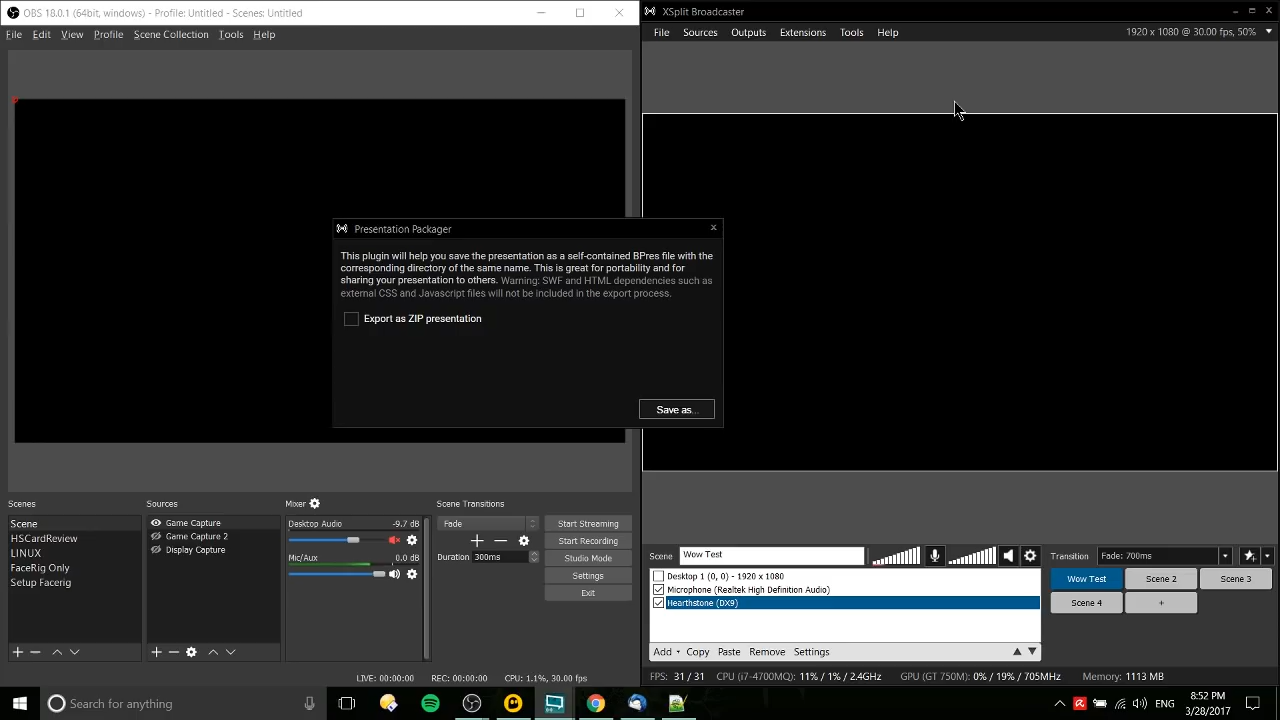 OBS 18.0.1 (64bit, windows) - Profile: Untitled - Scenes: Untitled
File Edit View Profile Scene Collection Tools Help
XSplit Broadcaster
File Sources Outputs Extensions Tools Help
1920 x 1080 @ 30.00 fps, 50%
Presentation Packager
This plugin will help you save the presentation as a self-contained BPres file with the
corresponding directory of the same name. This is great for portability and for
sharing your presentation to others. Warning: SWF and HTML dependencies such as
external CSS and Javascript files will not be included in the export process.
Export as ZIP presentation
Save as...
Scenes
Scene
HSCardReview
LINUX
FaceRig Only
Setup Facerig
Sources
Game Capture
Game Capture 2
Display Capture
Mixer
Desktop Audio -9.7 dB
Mic/Aux 0.0 dB
Scene Transitions
Fade
Duration 300ms
Start Streaming
Start Recording
Studio Mode
Settings
Exit
LIVE: 00:00:00 REC: 00:00:00 CPU: 1.1%, 30.00 fps
Scene Wow Test
Desktop 1 (0, 0) - 1920 x 1080
Microphone (Realtek High Definition Audio)
Hearthstone (DX9)
Add Copy Paste Remove Settings
Transition Fade: 700ms
Wow Test Scene 2 Scene 3
Scene 4 +
FPS: 31 / 31 CPU (i7-4700MQ): 11% / 1% / 2.4GHz GPU (GT 750M): 0% / 19% / 705MHz Memory: 1113 MB
Search for anything
ENG
8:52 PM
3/28/2017